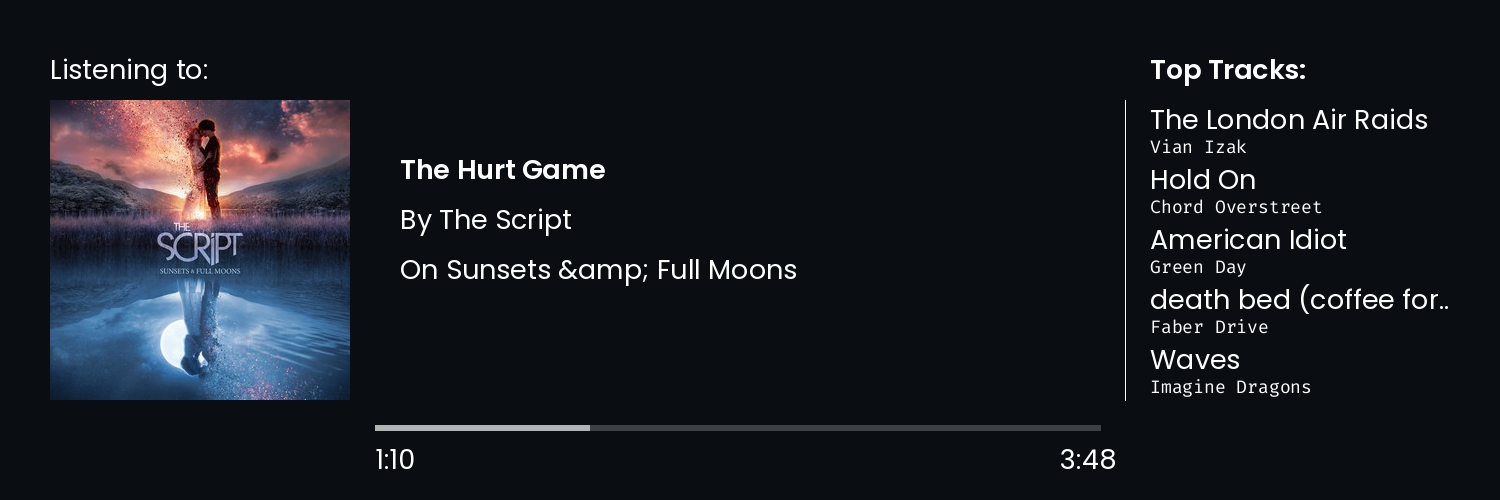 Listening to:
THE
SCRIPT
SUNSETS & FULL MOONS
The Hurt Game
By The Script
On Sunsets &amp; Full Moons
1:10
3:48
Top Tracks:
The London Air Raids
Vian Izak
Hold On
Chord Overstreet
American Idiot
Green Day
death bed (coffee for..
Faber Drive
Waves
Imagine Dragons